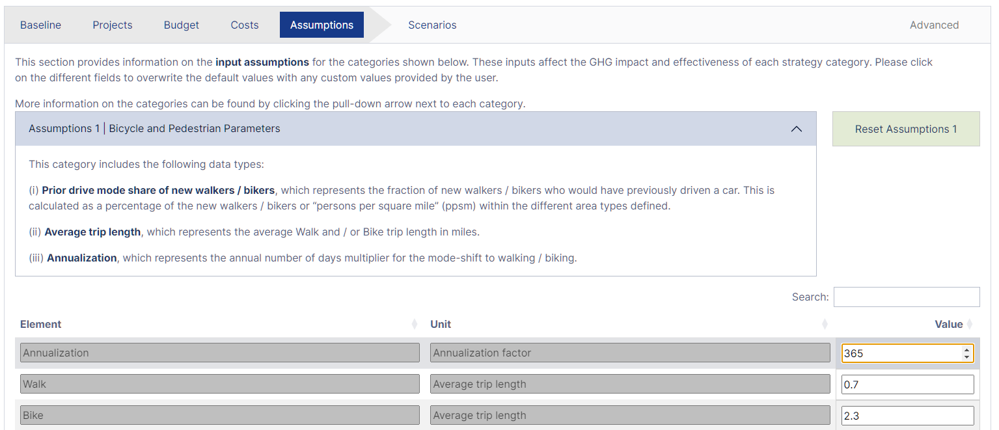 Baseline Projects Budget Costs Assumptions Scenarios Advanced
This section provides information on the input assumptions for the categories shown below. These inputs affect the GHG impact and effectiveness of each strategy category. Please click
on the different fields to overwrite the default values with any custom values provided by the user.
More information on the categories can be found by clicking the pull-down arrow next to each category.
Assumptions 1 | Bicycle and Pedestrian Parameters
Reset Assumptions 1
This category includes the following data types:
(i) Prior drive mode share of new walkers / bikers, which represents the fraction of new walkers / bikers who would have previously driven a car. This is
calculated as a percentage of the new walkers / bikers or “persons per square mile” (ppsm) within the different area types defined.
(ii) Average trip length, which represents the average Walk and / or Bike trip length in miles.
(iii) Annualization, which represents the annual number of days multiplier for the mode-shift to walking / biking.
Search:
Element Unit Value
Annualization Annualization factor 365
Walk Average trip length 0.7
Bike Average trip length 2.3